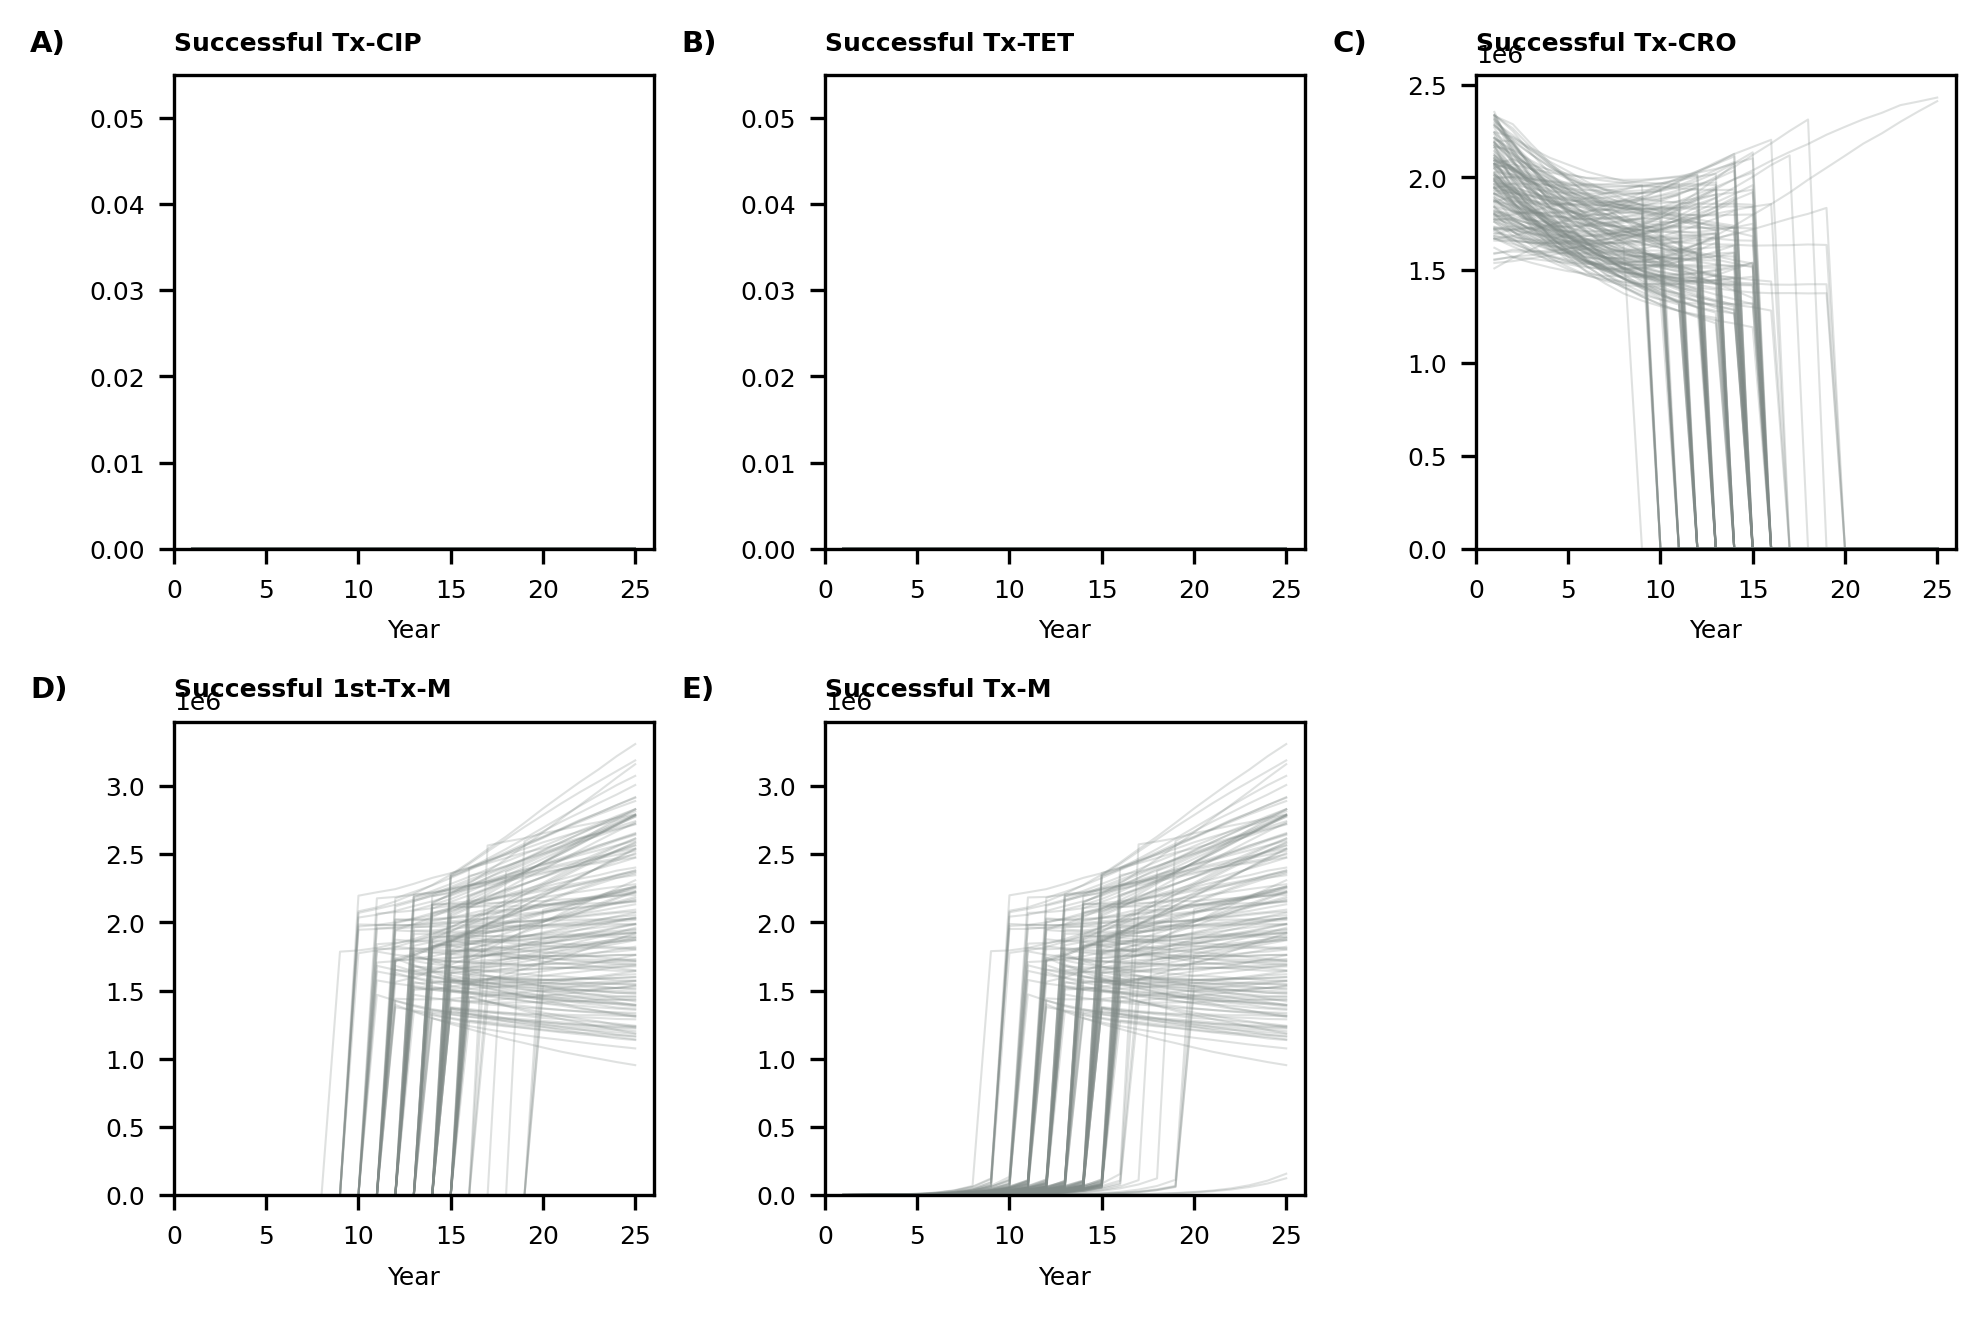 A) Successful Tx-CIP
0.05
0.04
0.03
0.02
0.01
0.00
0 5 10 15 20 25
Year
B) Successful Tx-TET
0.05
0.04
0.03
0.02
0.01
0.00
0 5 10 15 20 25
Year
C) Successful Tx-CRO
1e6
2.5
2.0
1.5
1.0
0.5
0.0
0 5 10 15 20 25
Year
D) Successful 1st-Tx-M
1e6
3.0
2.5
2.0
1.5
1.0
0.5
0.0
0 5 10 15 20 25
Year
E) Successful Tx-M
1e6
3.0
2.5
2.0
1.5
1.0
0.5
0.0
0 5 10 15 20 25
Year